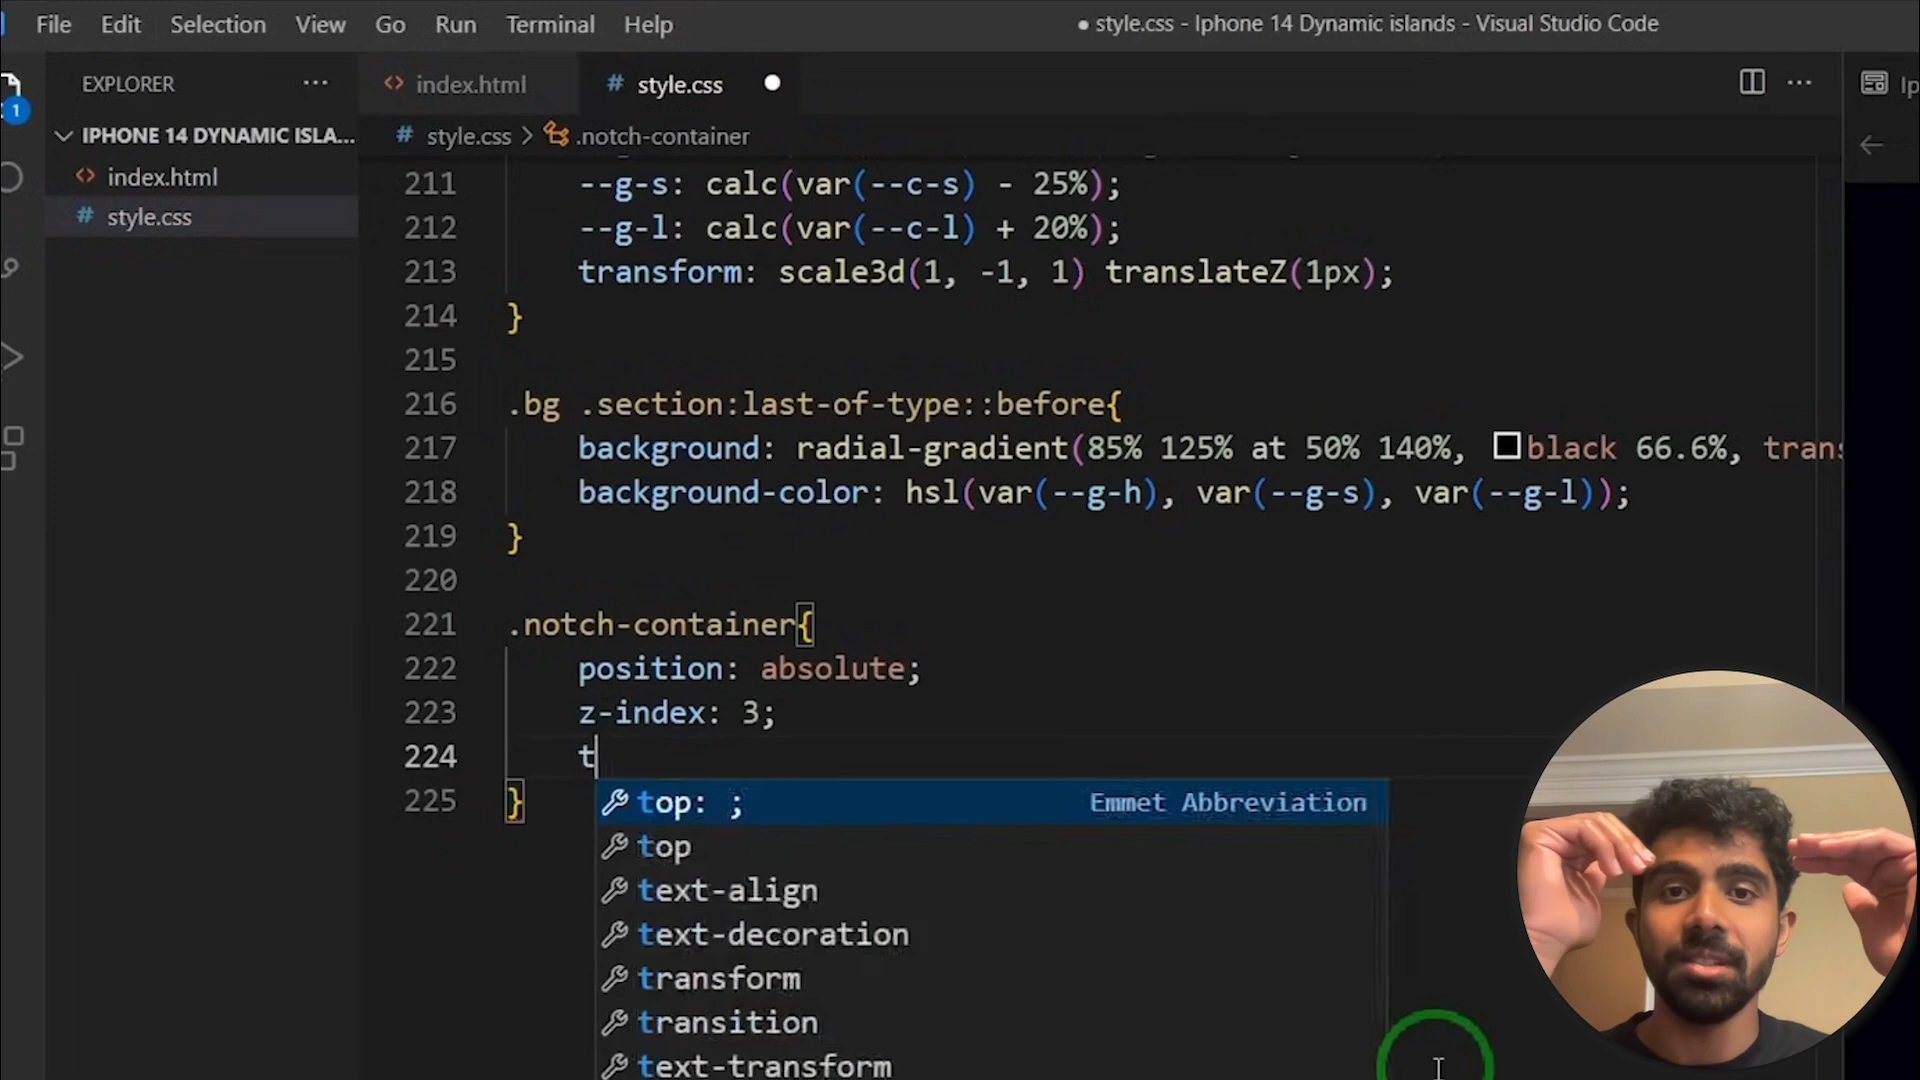 File Edit Selection View Go Run Terminal Help
● style.css - Iphone 14 Dynamic islands - Visual Studio Code
EXPLORER ···
IPHONE 14 DYNAMIC ISLA...
<> index.html
# style.css
1
<> index.html
# style.css ●
···
Ip
# style.css > .notch-container
211 --g-s: calc(var(--c-s) - 25%);
212 --g-l: calc(var(--c-l) + 20%);
213 transform: scale3d(1, -1, 1) translateZ(1px);
214 }
215
216 .bg .section:last-of-type::before{
217 background: radial-gradient(85% 125% at 50% 140%, black 66.6%, trans
218 background-color: hsl(var(--g-h), var(--g-s), var(--g-l));
219 }
220
221 .notch-container{
222 position: absolute;
223 z-index: 3;
224 t
225 }
top: ; Emmet Abbreviation
top
text-align
text-decoration
transform
transition
text-transform